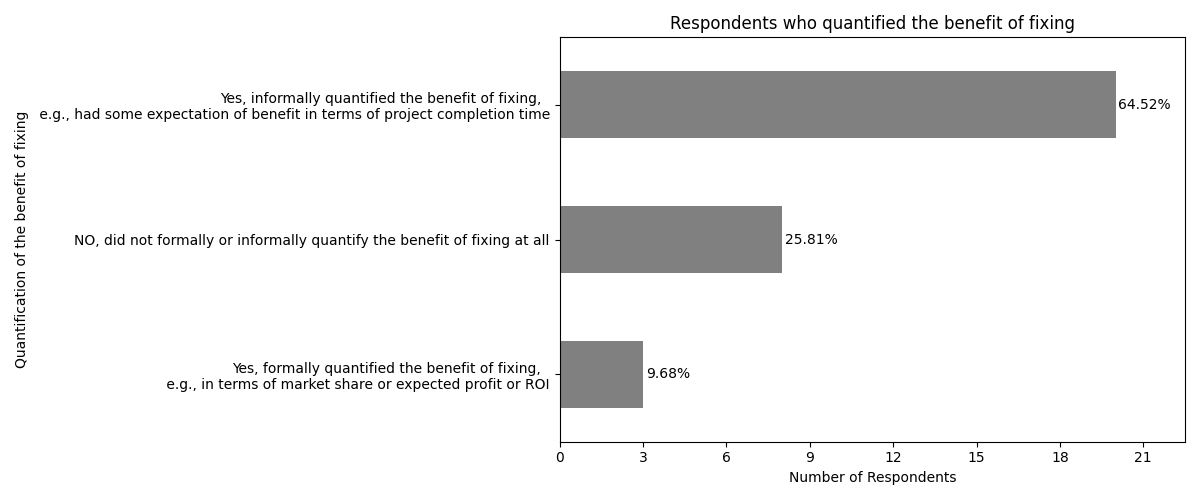 Respondents who quantified the benefit of fixing
Quantification of the benefit of fixing
Yes, informally quantified the benefit of fixing,
e.g., had some expectation of benefit in terms of project completion time
64.52%
NO, did not formally or informally quantify the benefit of fixing at all
25.81%
Yes, formally quantified the benefit of fixing,
e.g., in terms of market share or expected profit or ROI
9.68%
0 3 6 9 12 15 18 21
Number of Respondents